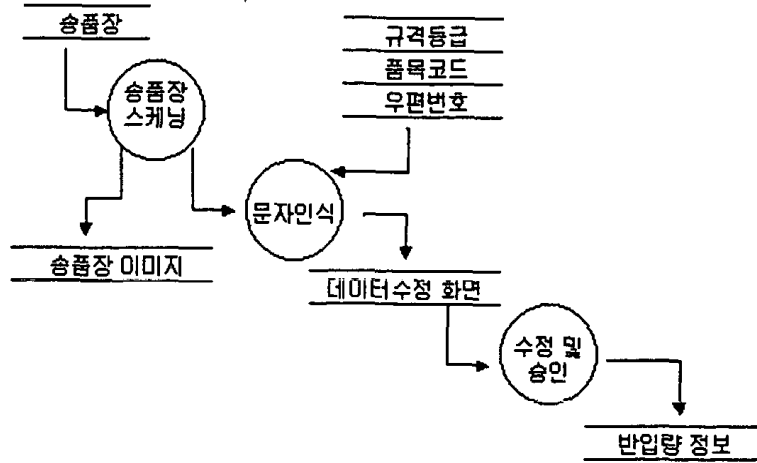 송품장
규격등급
품목코드
우편번호
송품장
스케닝
문자인식
송품장 이미지
데이터수정 화면
수정 및
승인
반입량 정보